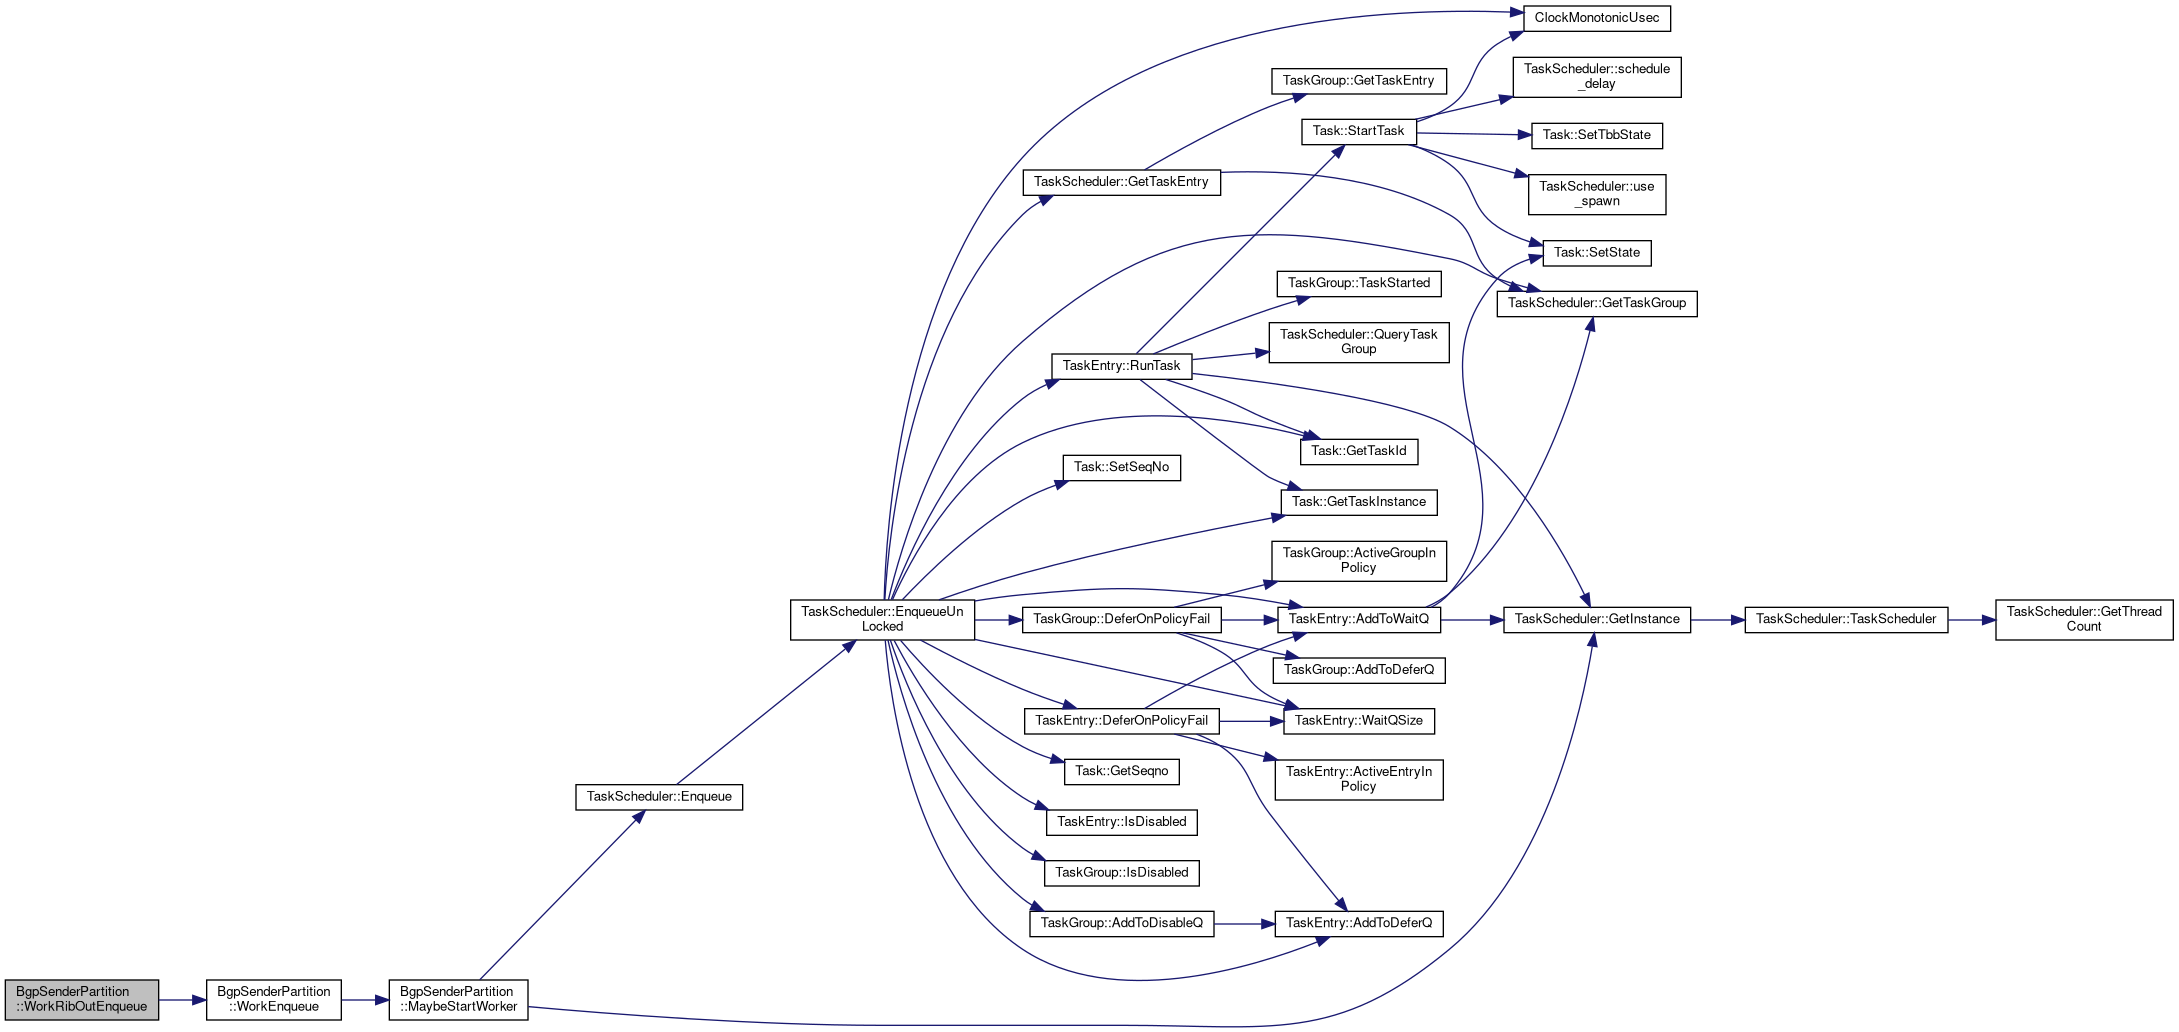 ClockMonotonicUsec
TaskScheduler::schedule
_delay
TaskGroup::GetTaskEntry
Task::StartTask
Task::SetTbbState
TaskScheduler::GetTaskEntry
TaskScheduler::use
_spawn
Task::SetState
TaskGroup::TaskStarted
TaskScheduler::GetTaskGroup
TaskScheduler::QueryTask
Group
TaskEntry::RunTask
Task::GetTaskId
Task::SetSeqNo
Task::GetTaskInstance
TaskGroup::ActiveGroupIn
Policy
TaskScheduler::EnqueueUn
Locked
TaskGroup::DeferOnPolicyFail
TaskEntry::AddToWaitQ
TaskScheduler::GetInstance
TaskScheduler::TaskScheduler
TaskScheduler::GetThread
Count
TaskGroup::AddToDeferQ
TaskEntry::DeferOnPolicyFail
TaskEntry::WaitQSize
Task::GetSeqno
TaskEntry::ActiveEntryIn
Policy
TaskScheduler::Enqueue
TaskEntry::IsDisabled
TaskGroup::IsDisabled
TaskGroup::AddToDisableQ
TaskEntry::AddToDeferQ
BgpSenderPartition
::WorkRibOutEnqueue
BgpSenderPartition
::WorkEnqueue
BgpSenderPartition
::MaybeStartWorker